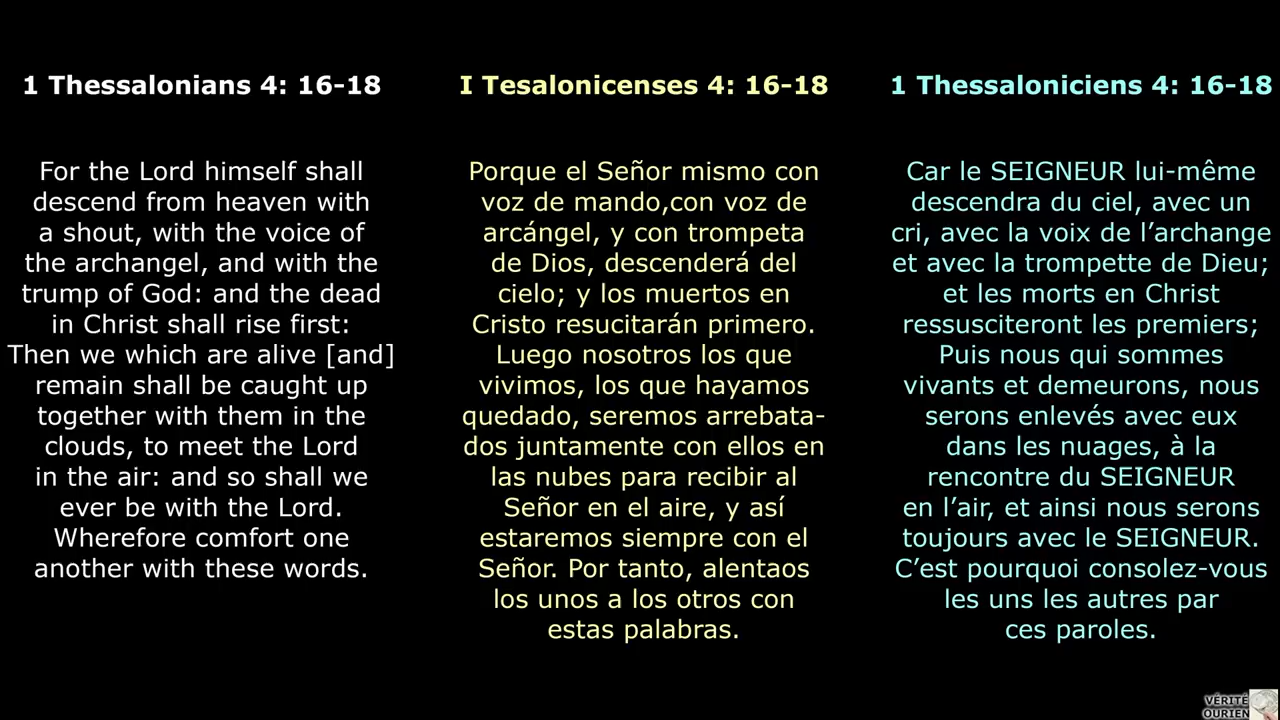 1 Thessalonians 4: 16-18
For the Lord himself shall
descend from heaven with
a shout, with the voice of
the archangel, and with the
trump of God: and the dead
in Christ shall rise first:
Then we which are alive [and]
remain shall be caught up
together with them in the
clouds, to meet the Lord
in the air: and so shall we
ever be with the Lord.
Wherefore comfort one
another with these words.
I Tesalonicenses 4: 16-18
Porque el Señor mismo con
voz de mando,con voz de
arcángel, y con trompeta
de Dios, descenderá del
cielo; y los muertos en
Cristo resucitarán primero.
Luego nosotros los que
vivimos, los que hayamos
quedado, seremos arrebata-
dos juntamente con ellos en
las nubes para recibir al
Señor en el aire, y así
estaremos siempre con el
Señor. Por tanto, alentaos
los unos a los otros con
estas palabras.
1 Thessaloniciens 4: 16-18
Car le SEIGNEUR lui-même
descendra du ciel, avec un
cri, avec la voix de l’archange
et avec la trompette de Dieu;
et les morts en Christ
ressusciteront les premiers;
Puis nous qui sommes
vivants et demeurons, nous
serons enlevés avec eux
dans les nuages, à la
rencontre du SEIGNEUR
en l’air, et ainsi nous serons
toujours avec le SEIGNEUR.
C’est pourquoi consolez-vous
les uns les autres par
ces paroles.
VÉRITÉ
OURIEN